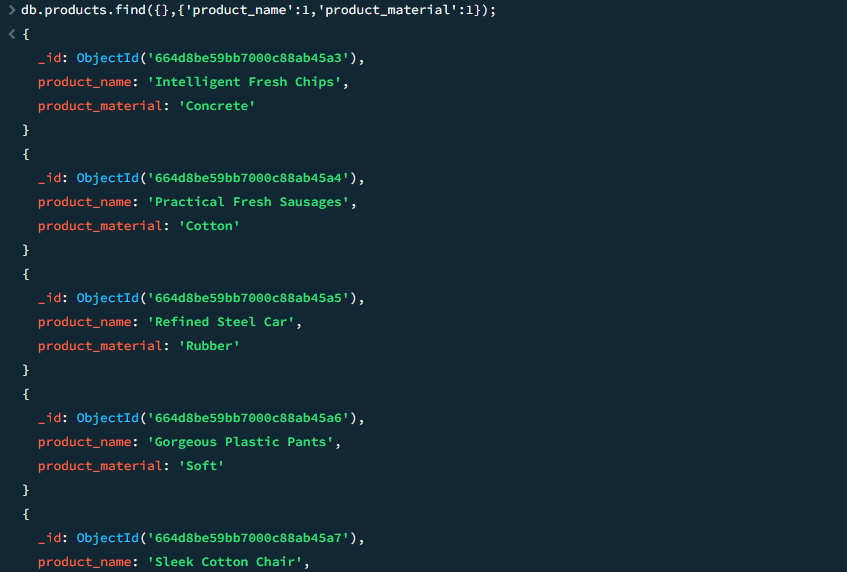 > db.products.find({},{'product_name':1,'product_material':1});
< {
_id: ObjectId('664d8be59bb7000c88ab45a3'),
product_name: 'Intelligent Fresh Chips',
product_material: 'Concrete'
}
{
_id: ObjectId('664d8be59bb7000c88ab45a4'),
product_name: 'Practical Fresh Sausages',
product_material: 'Cotton'
}
{
_id: ObjectId('664d8be59bb7000c88ab45a5'),
product_name: 'Refined Steel Car',
product_material: 'Rubber'
}
{
_id: ObjectId('664d8be59bb7000c88ab45a6'),
product_name: 'Gorgeous Plastic Pants',
product_material: 'Soft'
}
{
_id: ObjectId('664d8be59bb7000c88ab45a7'),
product_name: 'Sleek Cotton Chair',